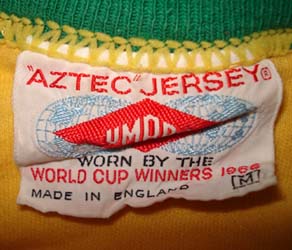 "AZTEC" JERSEY®
UMBRO
WORN BY THE
WORLD CUP WINNERS 1966
MADE IN ENGLAND
M